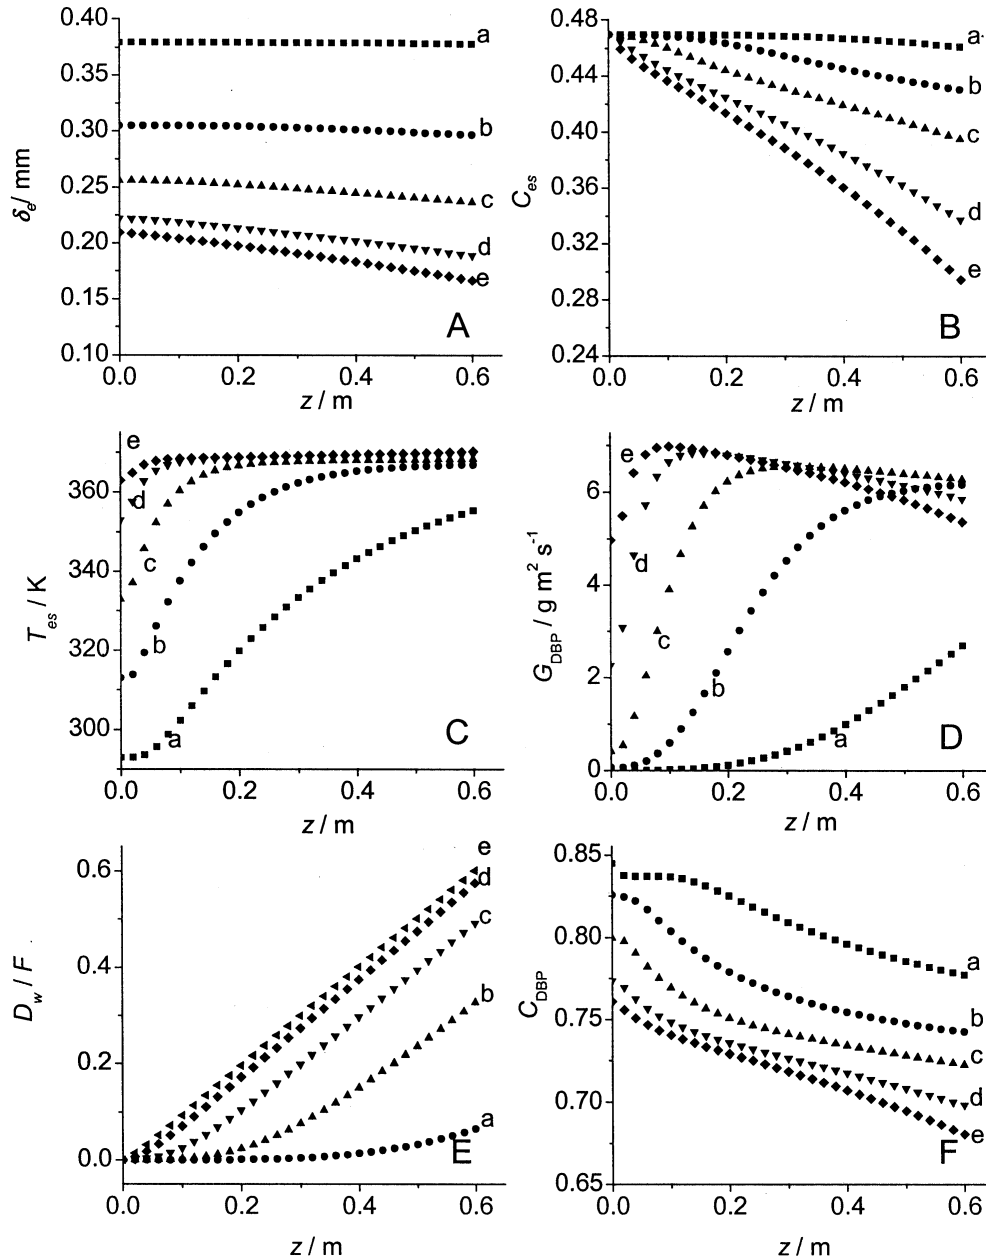 0.40
0.35
0.30
0.25
0.20
0.15
0.10
δe/ mm
a
b
c
d
e
A
0.0 0.2 0.4 0.6
z / m
0.48
0.44
0.40
0.36
0.32
0.28
0.24
Ces
a
b
c
d
e
B
0.0 0.2 0.4 0.6
z / m
360
340
320
300
Tes / K
e
d
c
b
a
C
0.0 0.2 0.4 0.6
z / m
6
4
2
0
GDBP / g m² s⁻¹
e
d
c
b
a
D
0.0 0.2 0.4 0.6
z / m
0.6
0.4
0.2
0.0
Dw / F
e
d
c
b
a
E
0.0 0.2 0.4 0.6
z / m
0.85
0.80
0.75
0.70
0.65
CDBP
a
b
c
d
e
F
0.0 0.2 0.4 0.6
z / m